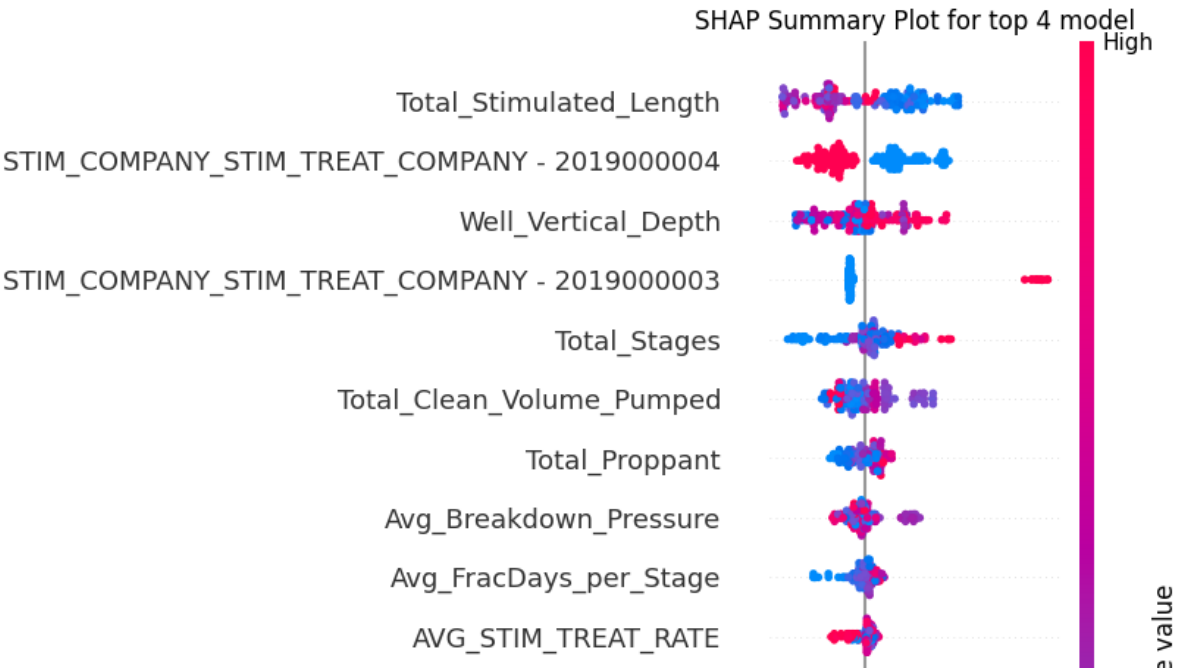 SHAP Summary Plot for top 4 model
High
Total_Stimulated_Length
STIM_COMPANY_STIM_TREAT_COMPANY - 2019000004
Well_Vertical_Depth
STIM_COMPANY_STIM_TREAT_COMPANY - 2019000003
Total_Stages
Total_Clean_Volume_Pumped
Total_Proppant
Avg_Breakdown_Pressure
Avg_FracDays_per_Stage
AVG_STIM_TREAT_RATE
value